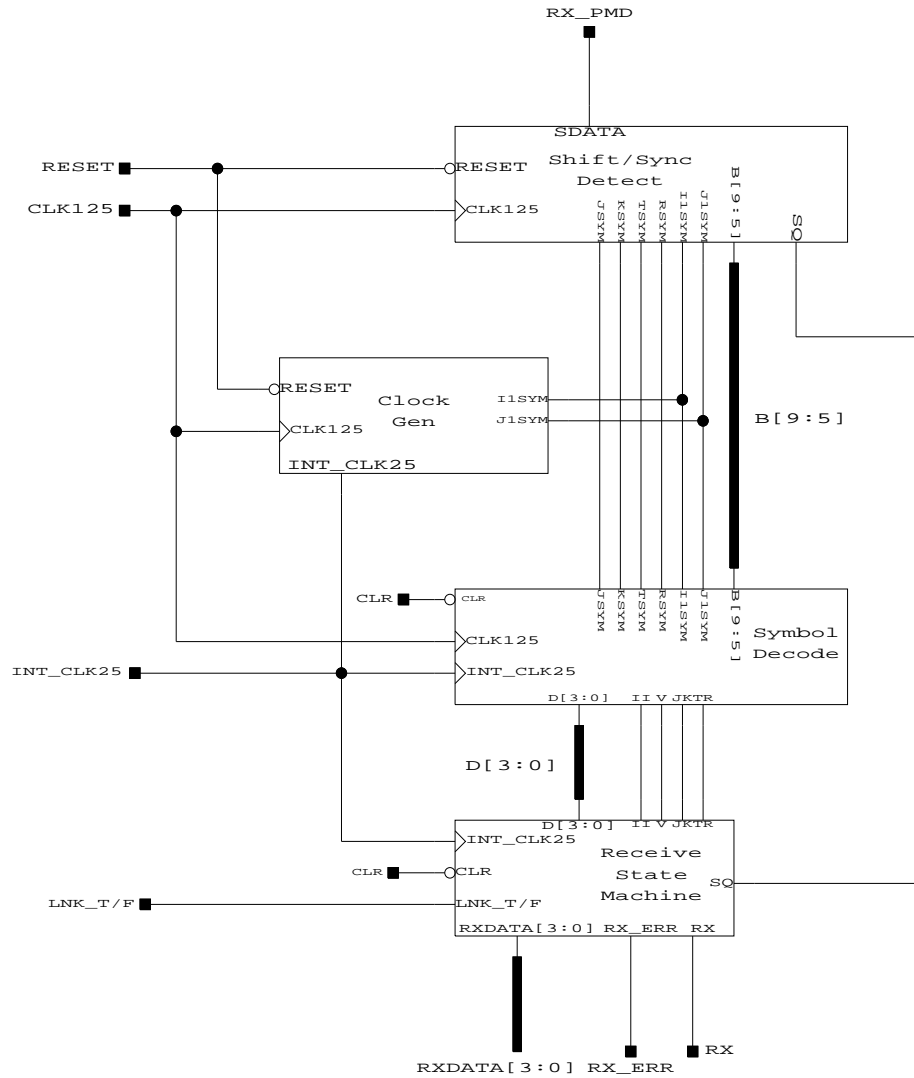 RX_PMD
SDATA
RESET
RESET
Shift/Sync
Detect
CLK125
CLK125
JSYM
KSYM
TSYM
RSYM
I1SYM
J1SYM
B[9:5]
SQ
RESET
Clock
Gen
I1SYM
J1SYM
CLK125
INT_CLK25
B[9:5]
CLR
CLR
JSYM
KSYM
TSYM
RSYM
I1SYM
J1SYM
B[9:5]
Symbol
Decode
CLK125
INT_CLK25
INT_CLK25
D[3:0] II V JKTR
D[3:0]
D[3:0] II V JKTR
INT_CLK25
Receive
State
Machine
CLR
CLR
SQ
LNK_T/F
LNK_T/F
RXDATA[3:0] RX_ERR RX
RX
RXDATA[3:0] RX_ERR